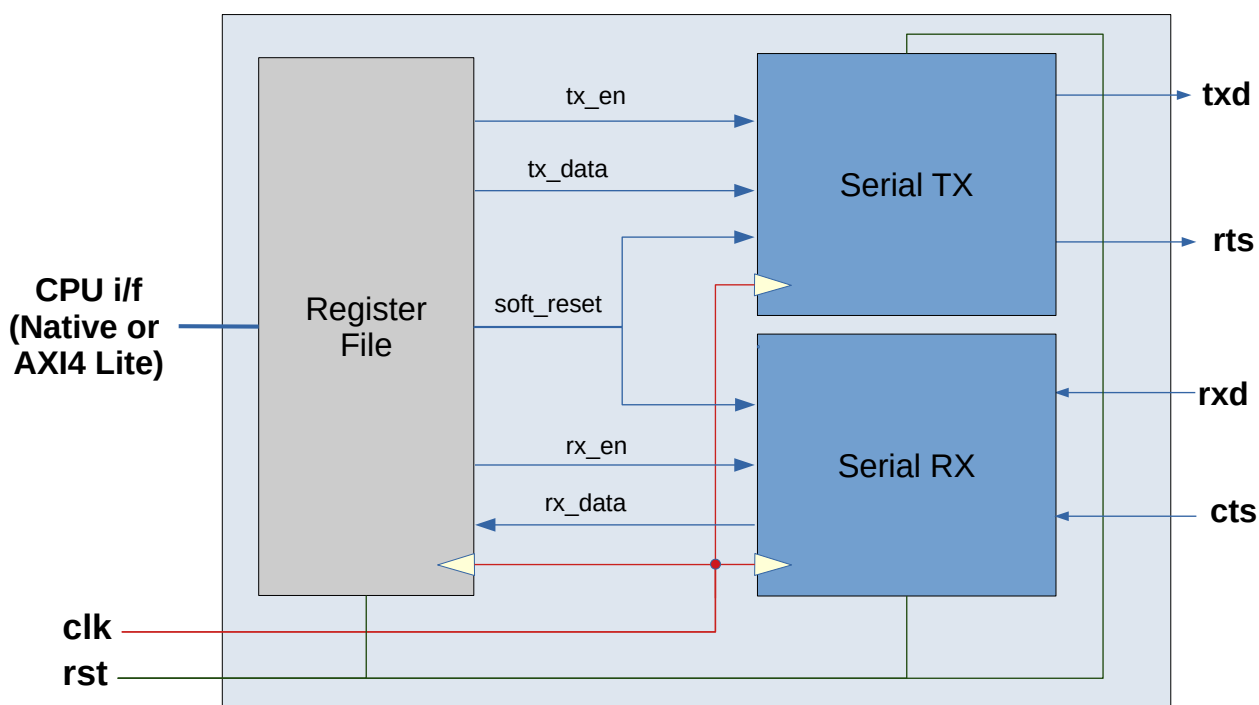 tx_en
txd
tx_data
Serial TX
rts
CPU i/f
(Native or
AXI4 Lite)
Register
File
soft_reset
rxd
rx_en
Serial RX
rx_data
cts
clk
rst